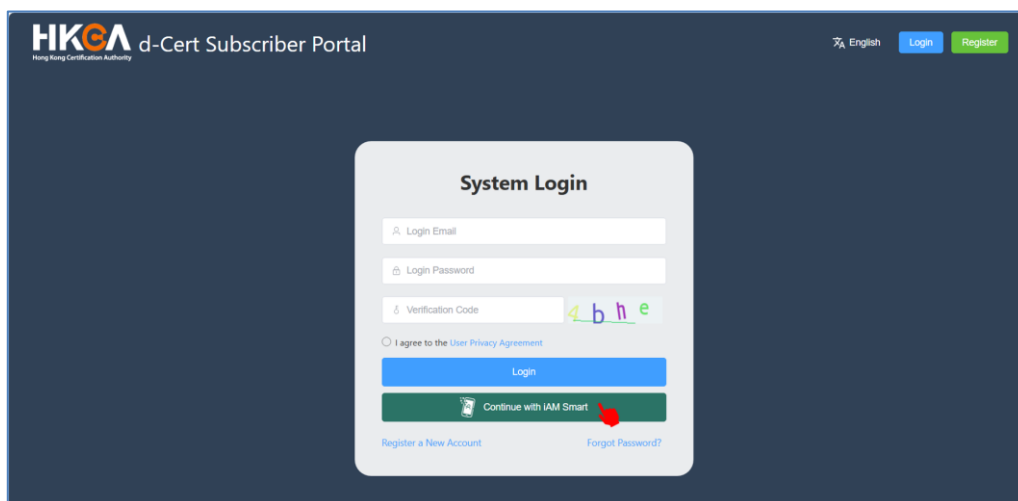 HKCA d-Cert Subscriber Portal
Hong Kong Certification Authority
English Login Register
System Login
Login Email
Login Password
Verification Code 4bhe
I agree to the User Privacy Agreement
Login
Continue with iAM Smart
Register a New Account Forgot Password?